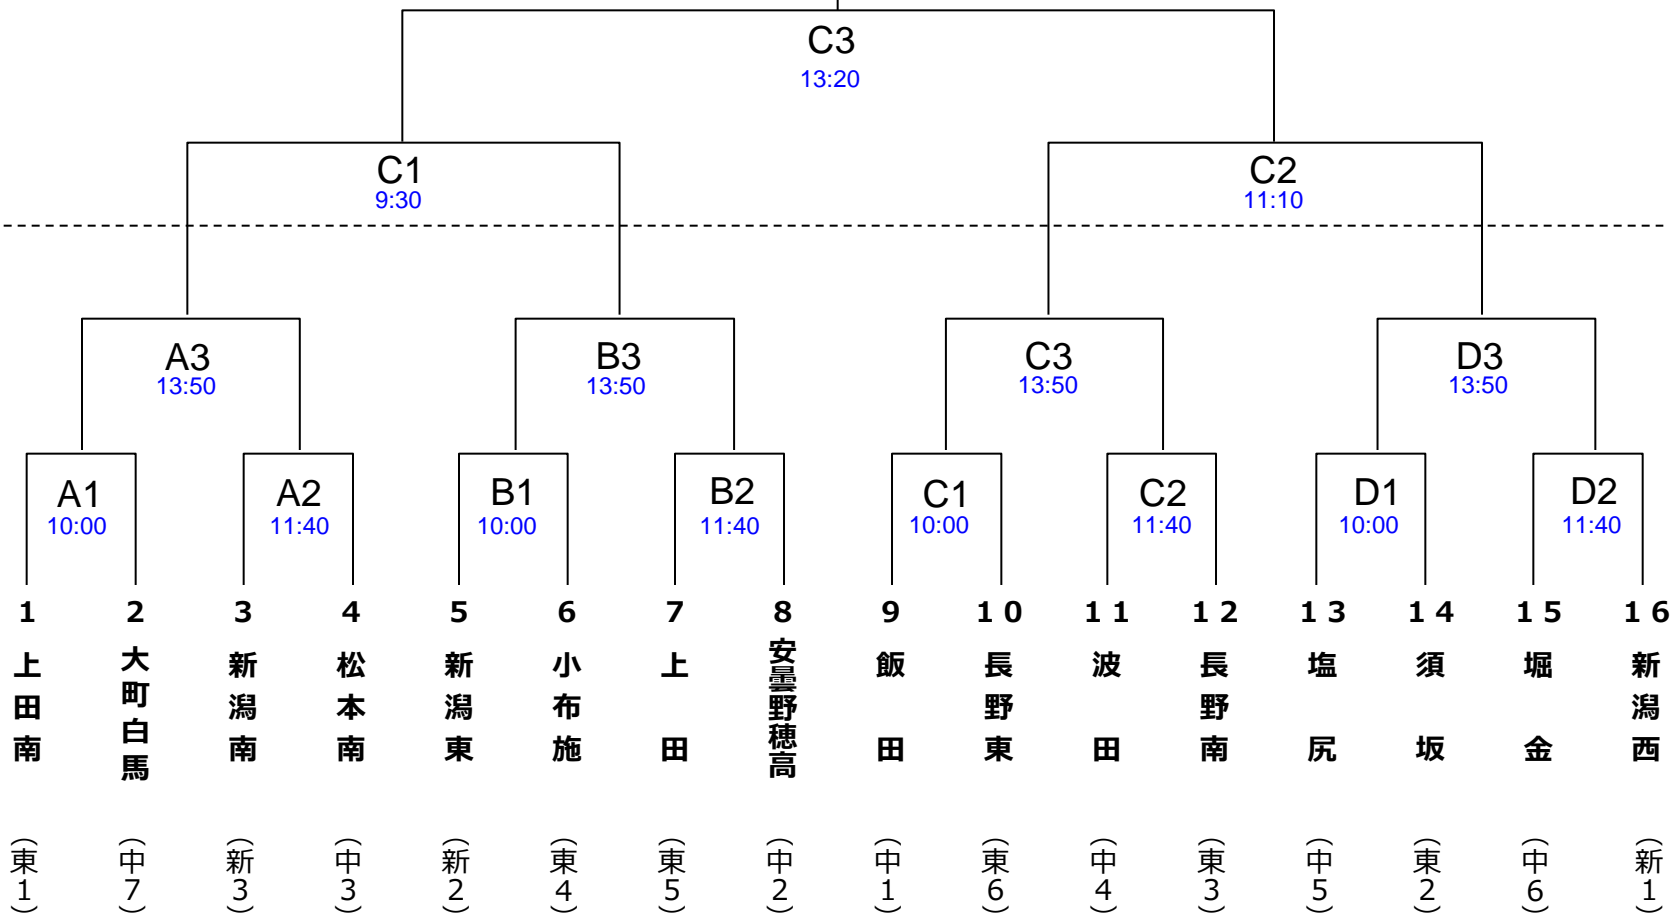 C3
13:20
C1
9:30
C2
11:10
A3
13:50
B3
13:50
C3
13:50
D3
13:50
A1
10:00
A2
11:40
B1
10:00
B2
11:40
C1
10:00
C2
11:40
D1
10:00
D2
11:40
1
上田南
（東1）
2
大町白馬
（中7）
3
新潟南
（新3）
4
松本南
（中3）
5
新潟東
（新2）
6
小布施
（東4）
7
上田
（東5）
8
安曇野穂高
（中2）
9
飯田
（中1）
10
長野東
（東6）
11
波田
（中4）
12
長野南
（東3）
13
塩尻
（中5）
14
須坂
（東2）
15
堀金
（中6）
16
新潟西
（新1）